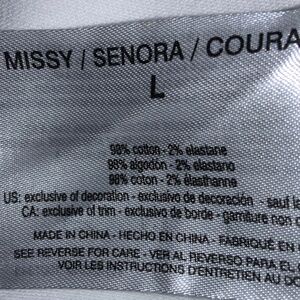 MISSY / SENORA / COURA
L
98% cotton - 2% elastane
98% algodón - 2% elastano
98% coton - 2% élasthanne
US: exclusive of decoration - exclusivo de decoración - sauf l
CA: exclusive of trim - exclusivo de borde - garniture non
MADE IN CHINA - HECHO EN CHINA - FABRIQUÉ EN
SEE REVERSE FOR CARE - VER AL REVERSO PARA EL
VOIR LES INSTRUCTIONS D'ENTRETIEN AU